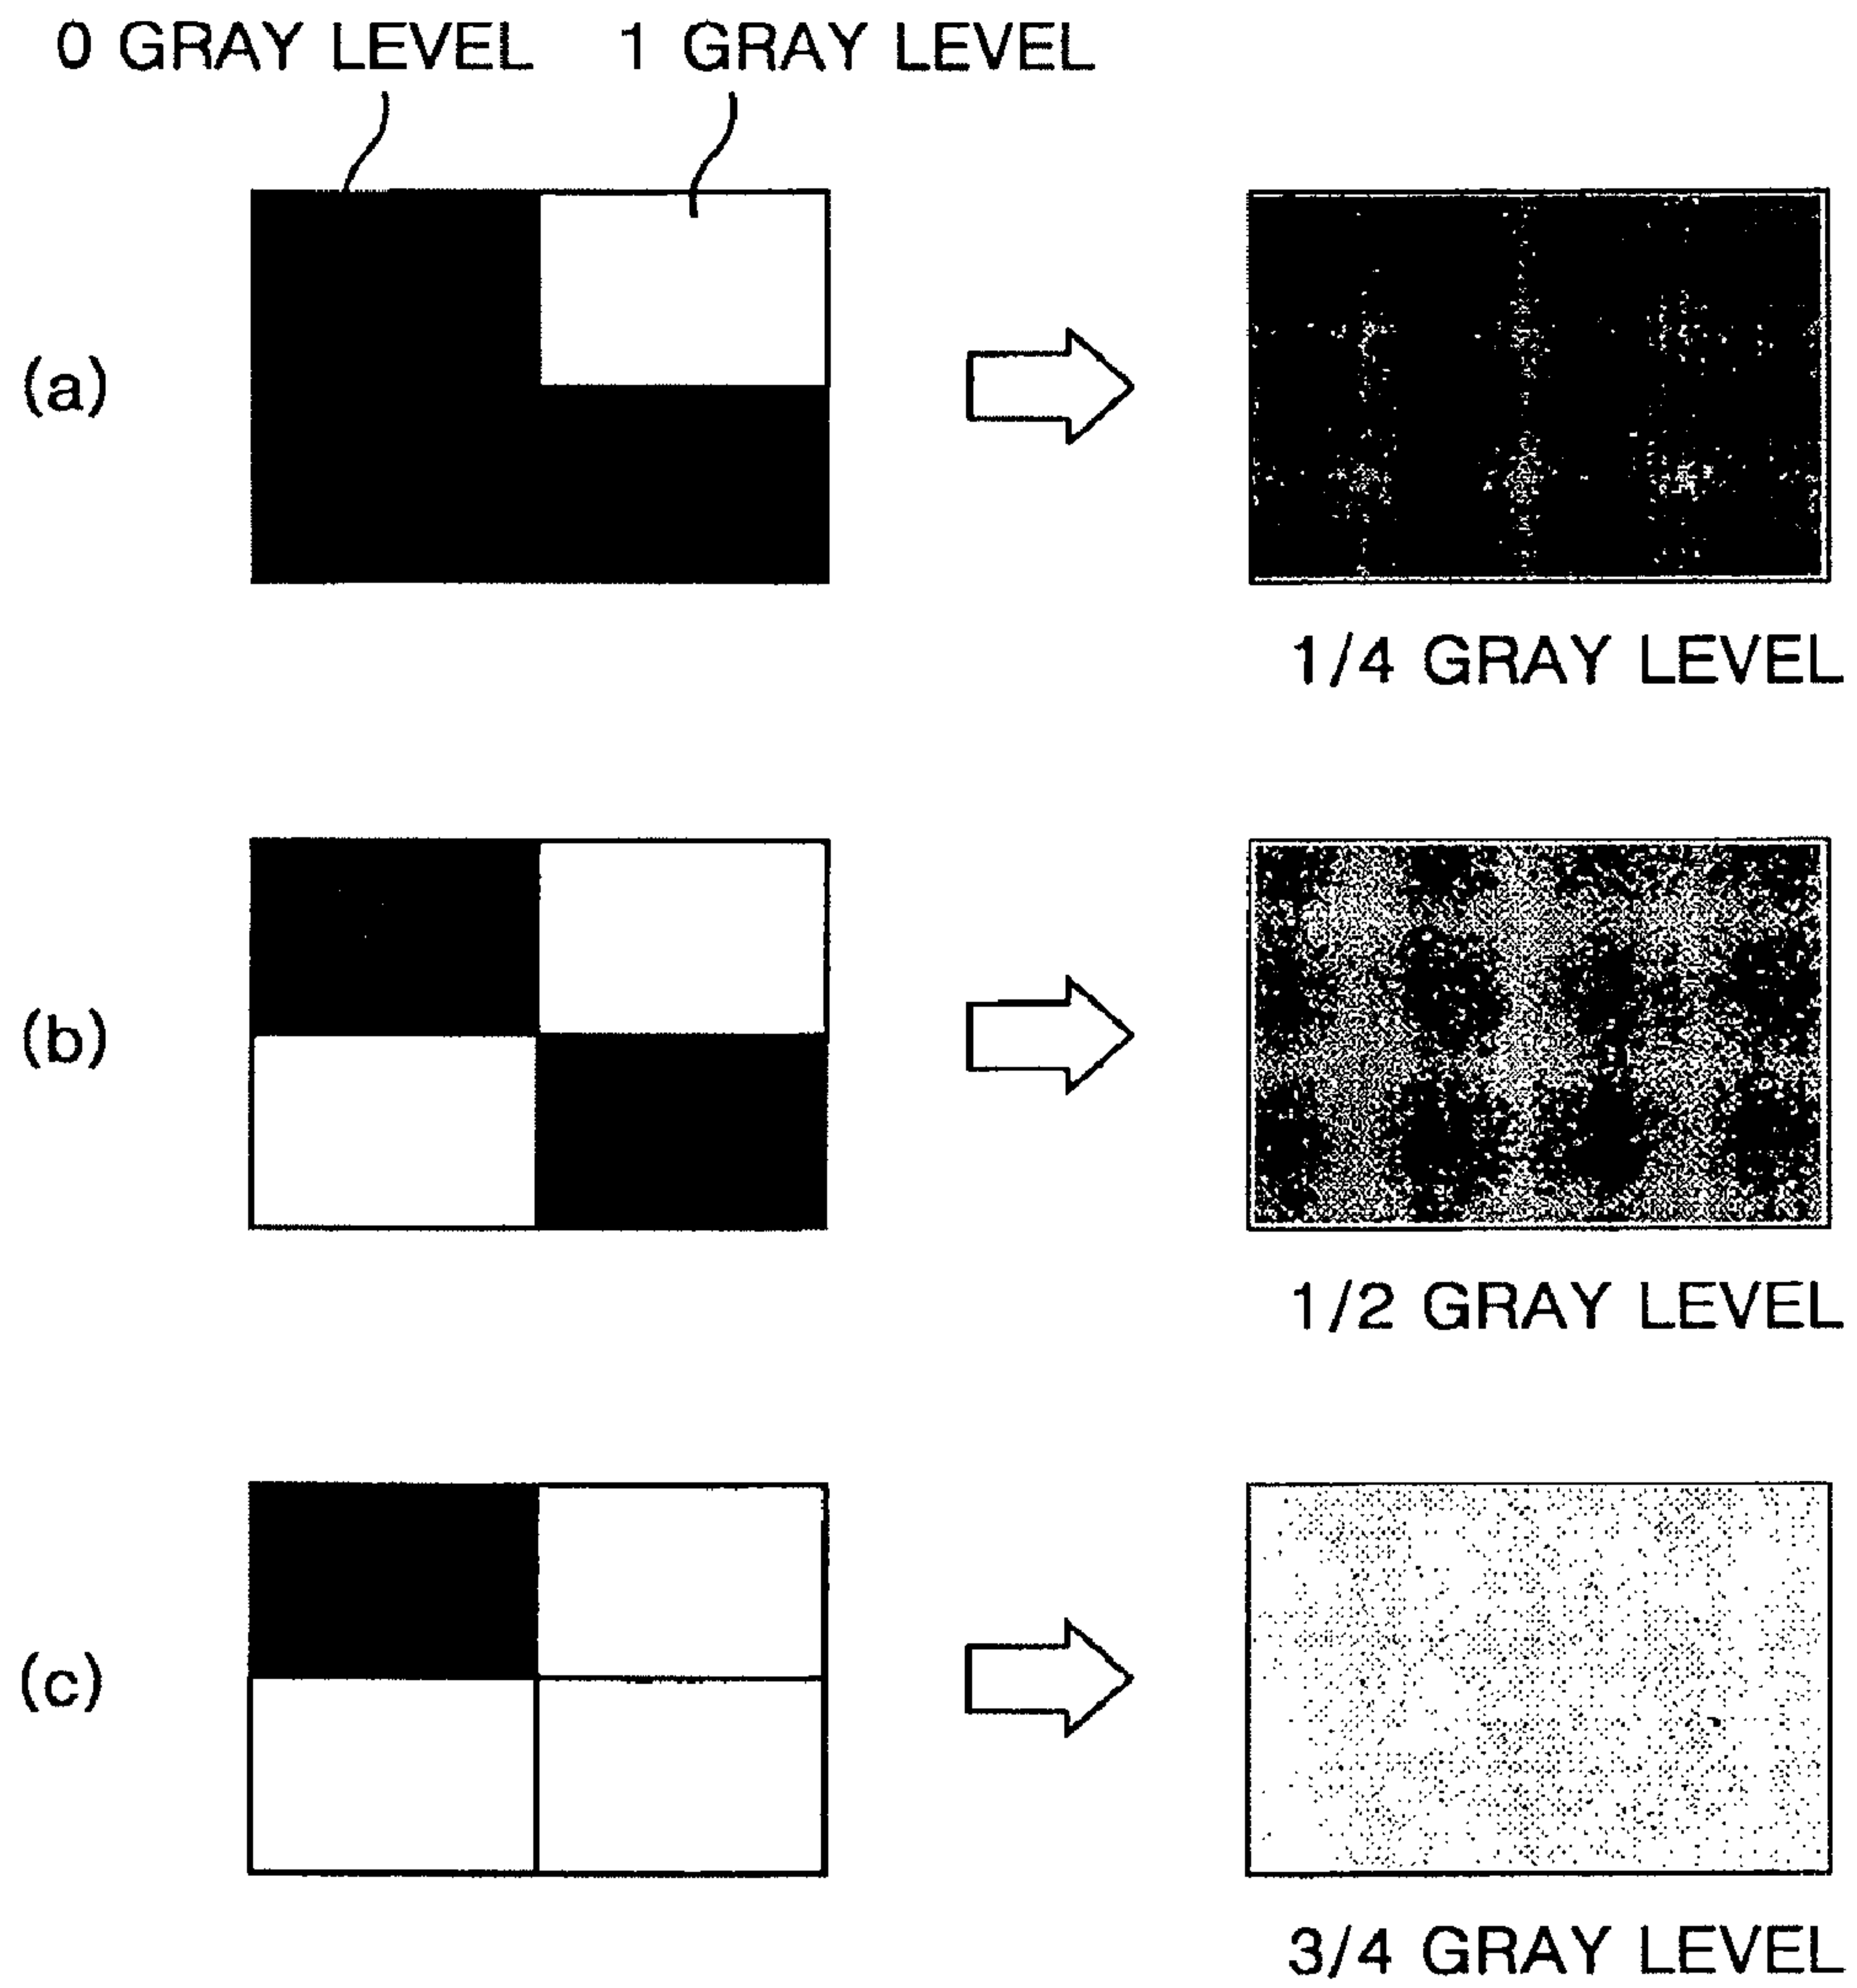 0 GRAY LEVEL 1 GRAY LEVEL
(a)
1/4 GRAY LEVEL
(b)
1/2 GRAY LEVEL
(c)
3/4 GRAY LEVEL